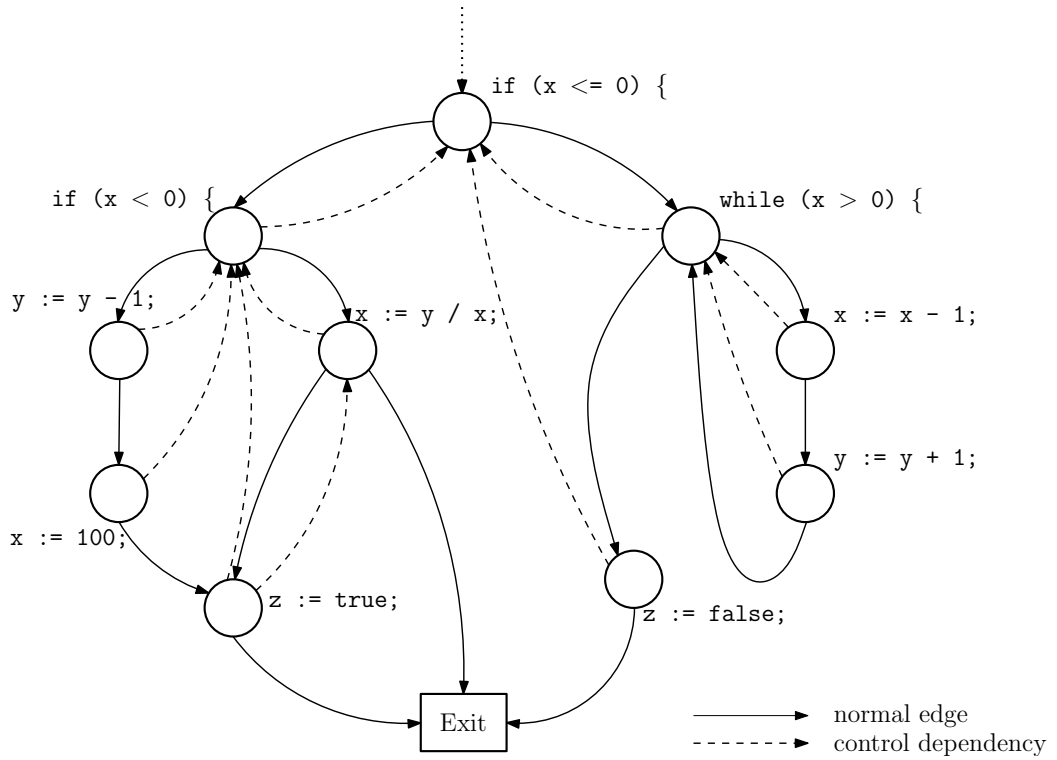 if (x <= 0) {
if (x < 0) {
while (x > 0) {
y := y - 1;
x := y / x;
x := x - 1;
y := y + 1;
x := 100;
z := true;
z := false;
Exit
normal edge
control dependency